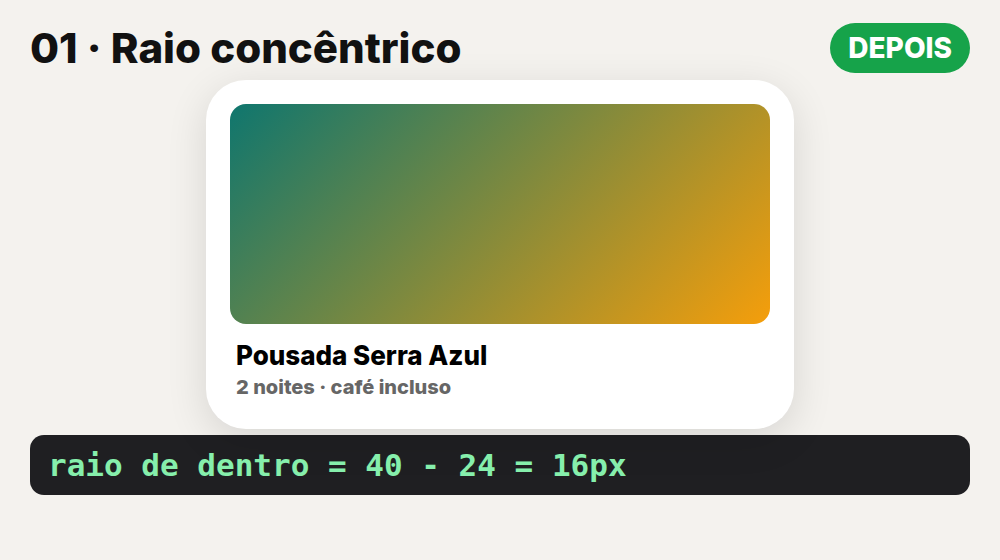 01 · Raio concêntrico
DEPOIS
Pousada Serra Azul
2 noites · café incluso
raio de dentro = 40 - 24 = 16px